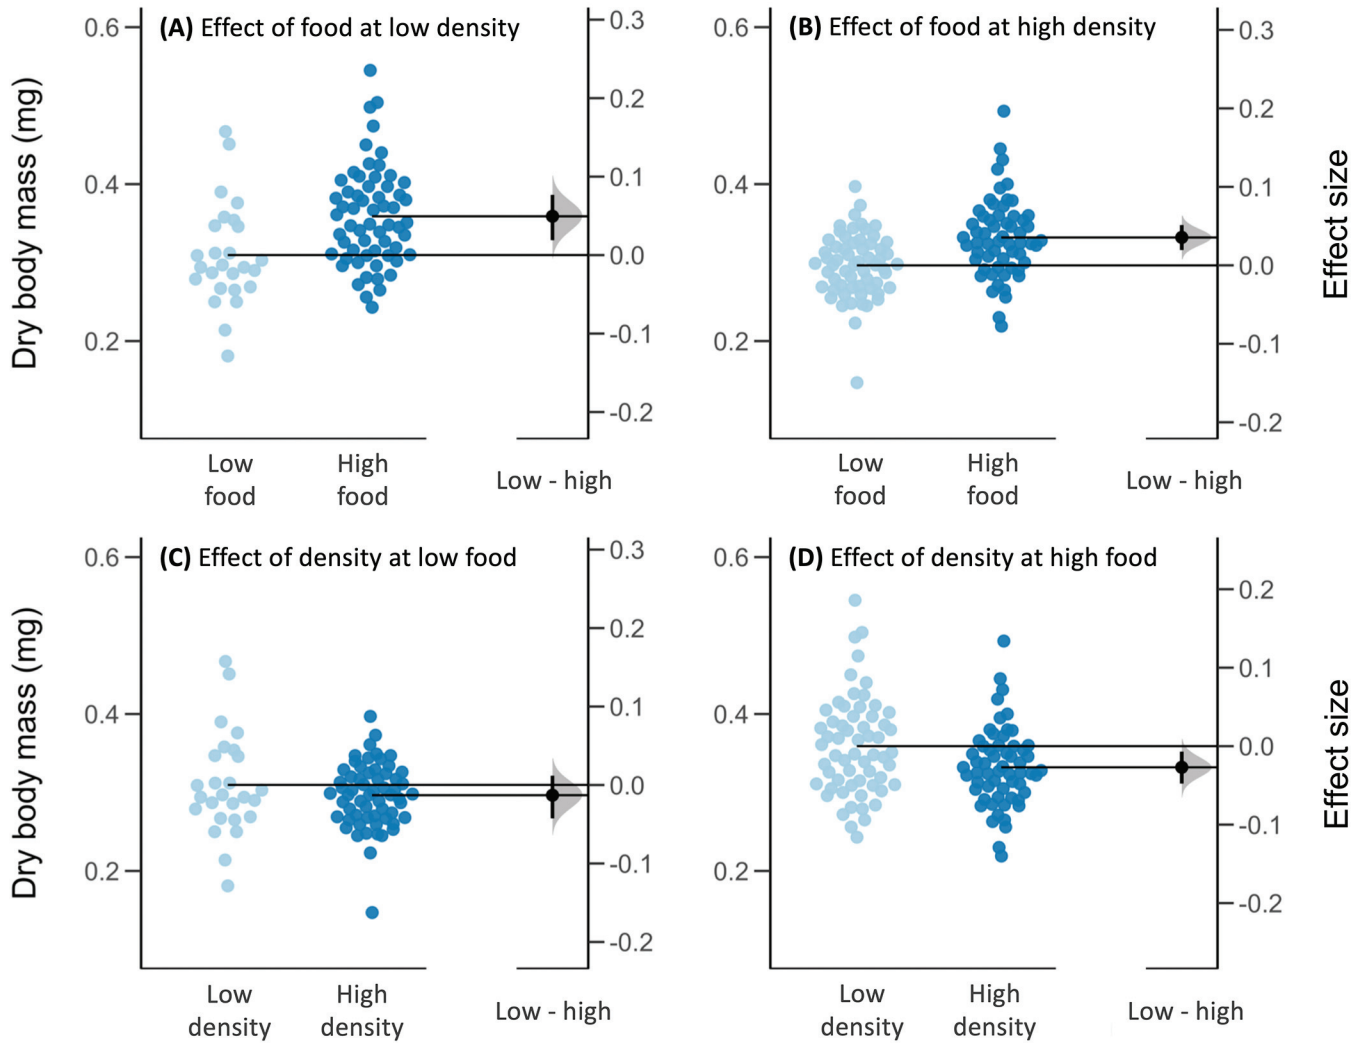 (A) Effect of food at low density
Dry body mass (mg)
0.6
0.4
0.2
0.3
0.2
0.1
0.0
-0.1
-0.2
Low
food
High
food
Low - high
(B) Effect of food at high density
0.6
0.4
0.2
0.3
0.2
0.1
0.0
-0.1
-0.2
Effect size
Low
food
High
food
Low - high
(C) Effect of density at low food
Dry body mass (mg)
0.6
0.4
0.2
0.3
0.2
0.1
0.0
-0.1
-0.2
Low
density
High
density
Low - high
(D) Effect of density at high food
0.6
0.4
0.2
0.2
0.1
0.0
-0.1
-0.2
Effect size
Low
density
High
density
Low - high